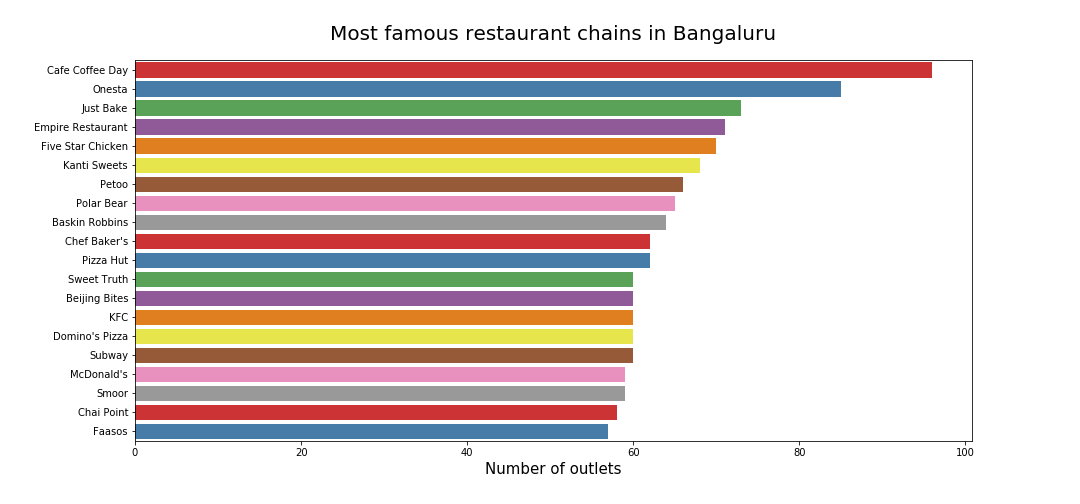 Most famous restaurant chains in Bangaluru
Cafe Coffee Day
Onesta
Just Bake
Empire Restaurant
Five Star Chicken
Kanti Sweets
Petoo
Polar Bear
Baskin Robbins
Chef Baker's
Pizza Hut
Sweet Truth
Beijing Bites
KFC
Domino's Pizza
Subway
McDonald's
Smoor
Chai Point
Faasos
0 20 40 60 80 100
Number of outlets